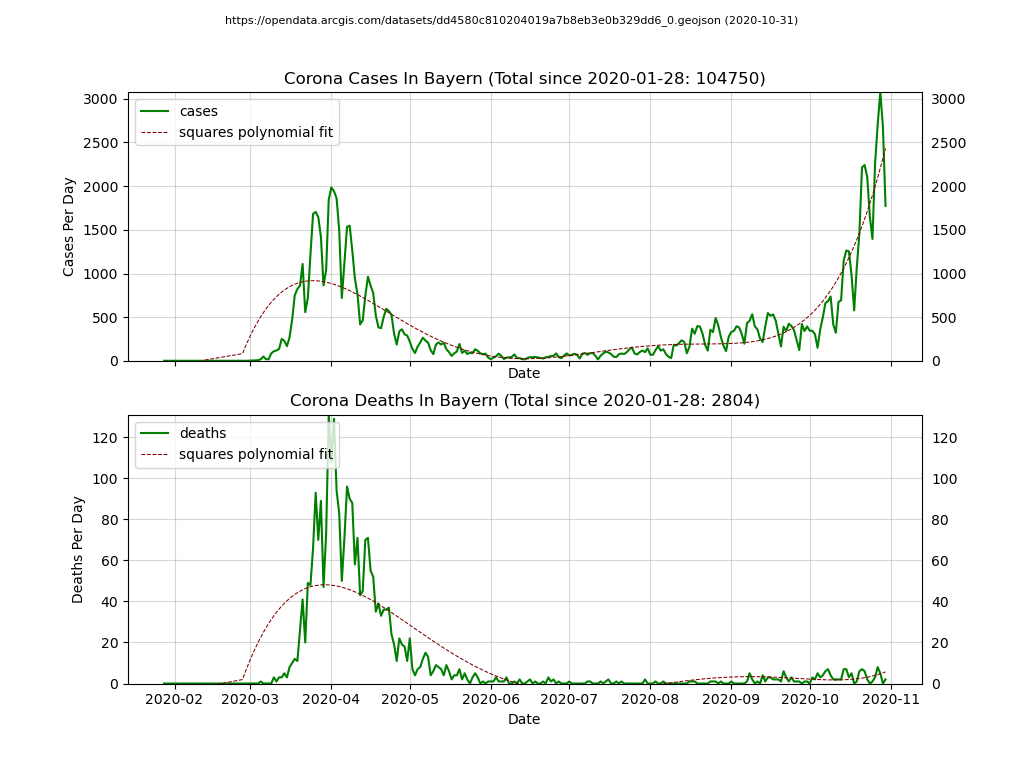 https://opendata.arcgis.com/datasets/dd4580c810204019a7b8eb3e0b329dd6_0.geojson (2020-10-31)
Corona Cases In Bayern (Total since 2020-01-28: 104750)
cases
squares polynomial fit
Cases Per Day
3000
2500
2000
1500
1000
500
0
3000
2500
2000
1500
1000
500
0
Date
Corona Deaths In Bayern (Total since 2020-01-28: 2804)
deaths
squares polynomial fit
Deaths Per Day
120
100
80
60
40
20
0
120
100
80
60
40
20
0
2020-02 2020-03 2020-04 2020-05 2020-06 2020-07 2020-08 2020-09 2020-10 2020-11
Date